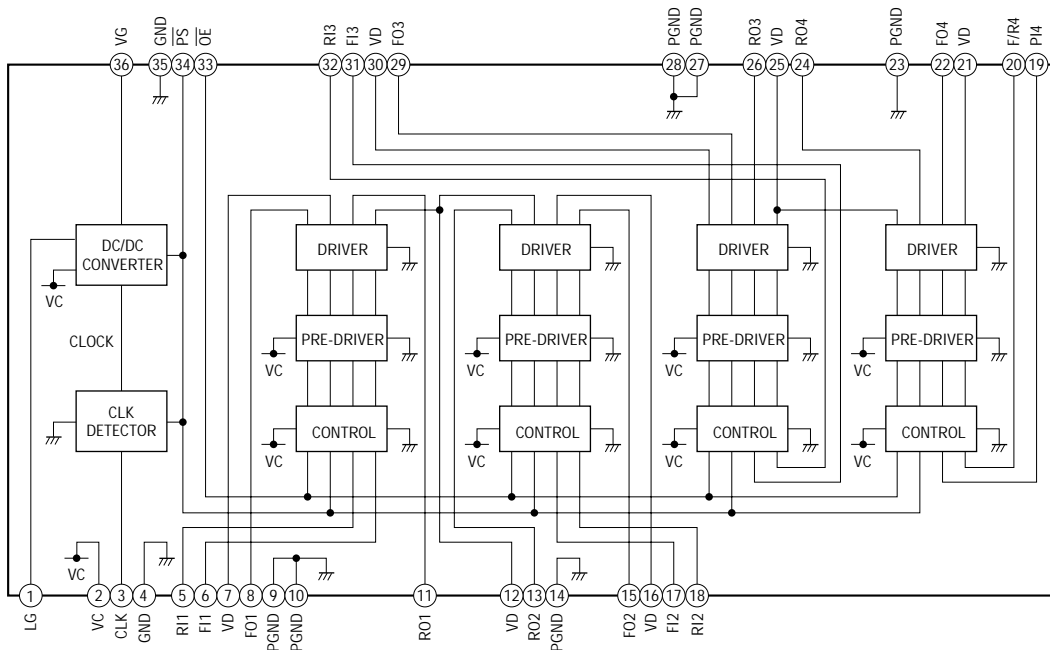 VG
GND
PS
OE
RI3
FI3
VD
FO3
PGND
PGND
RO3
VD
RO4
PGND
FO4
VD
F/R4
PI4
36
35
34
33
32
31
30
29
28
27
26
25
24
23
22
21
20
19
DC/DC
CONVERTER
VC
CLOCK
CLK
DETECTOR
DRIVER
DRIVER
DRIVER
DRIVER
PRE-DRIVER
PRE-DRIVER
PRE-DRIVER
PRE-DRIVER
VC
VC
VC
VC
CONTROL
CONTROL
CONTROL
CONTROL
VC
VC
VC
VC
VC
1
2
3
4
5
6
7
8
9
10
11
12
13
14
15
16
17
18
LG
VC
CLK
GND
RI1
FI1
VD
FO1
PGND
PGND
RO1
VD
RO2
PGND
FO2
VD
FI2
RI2